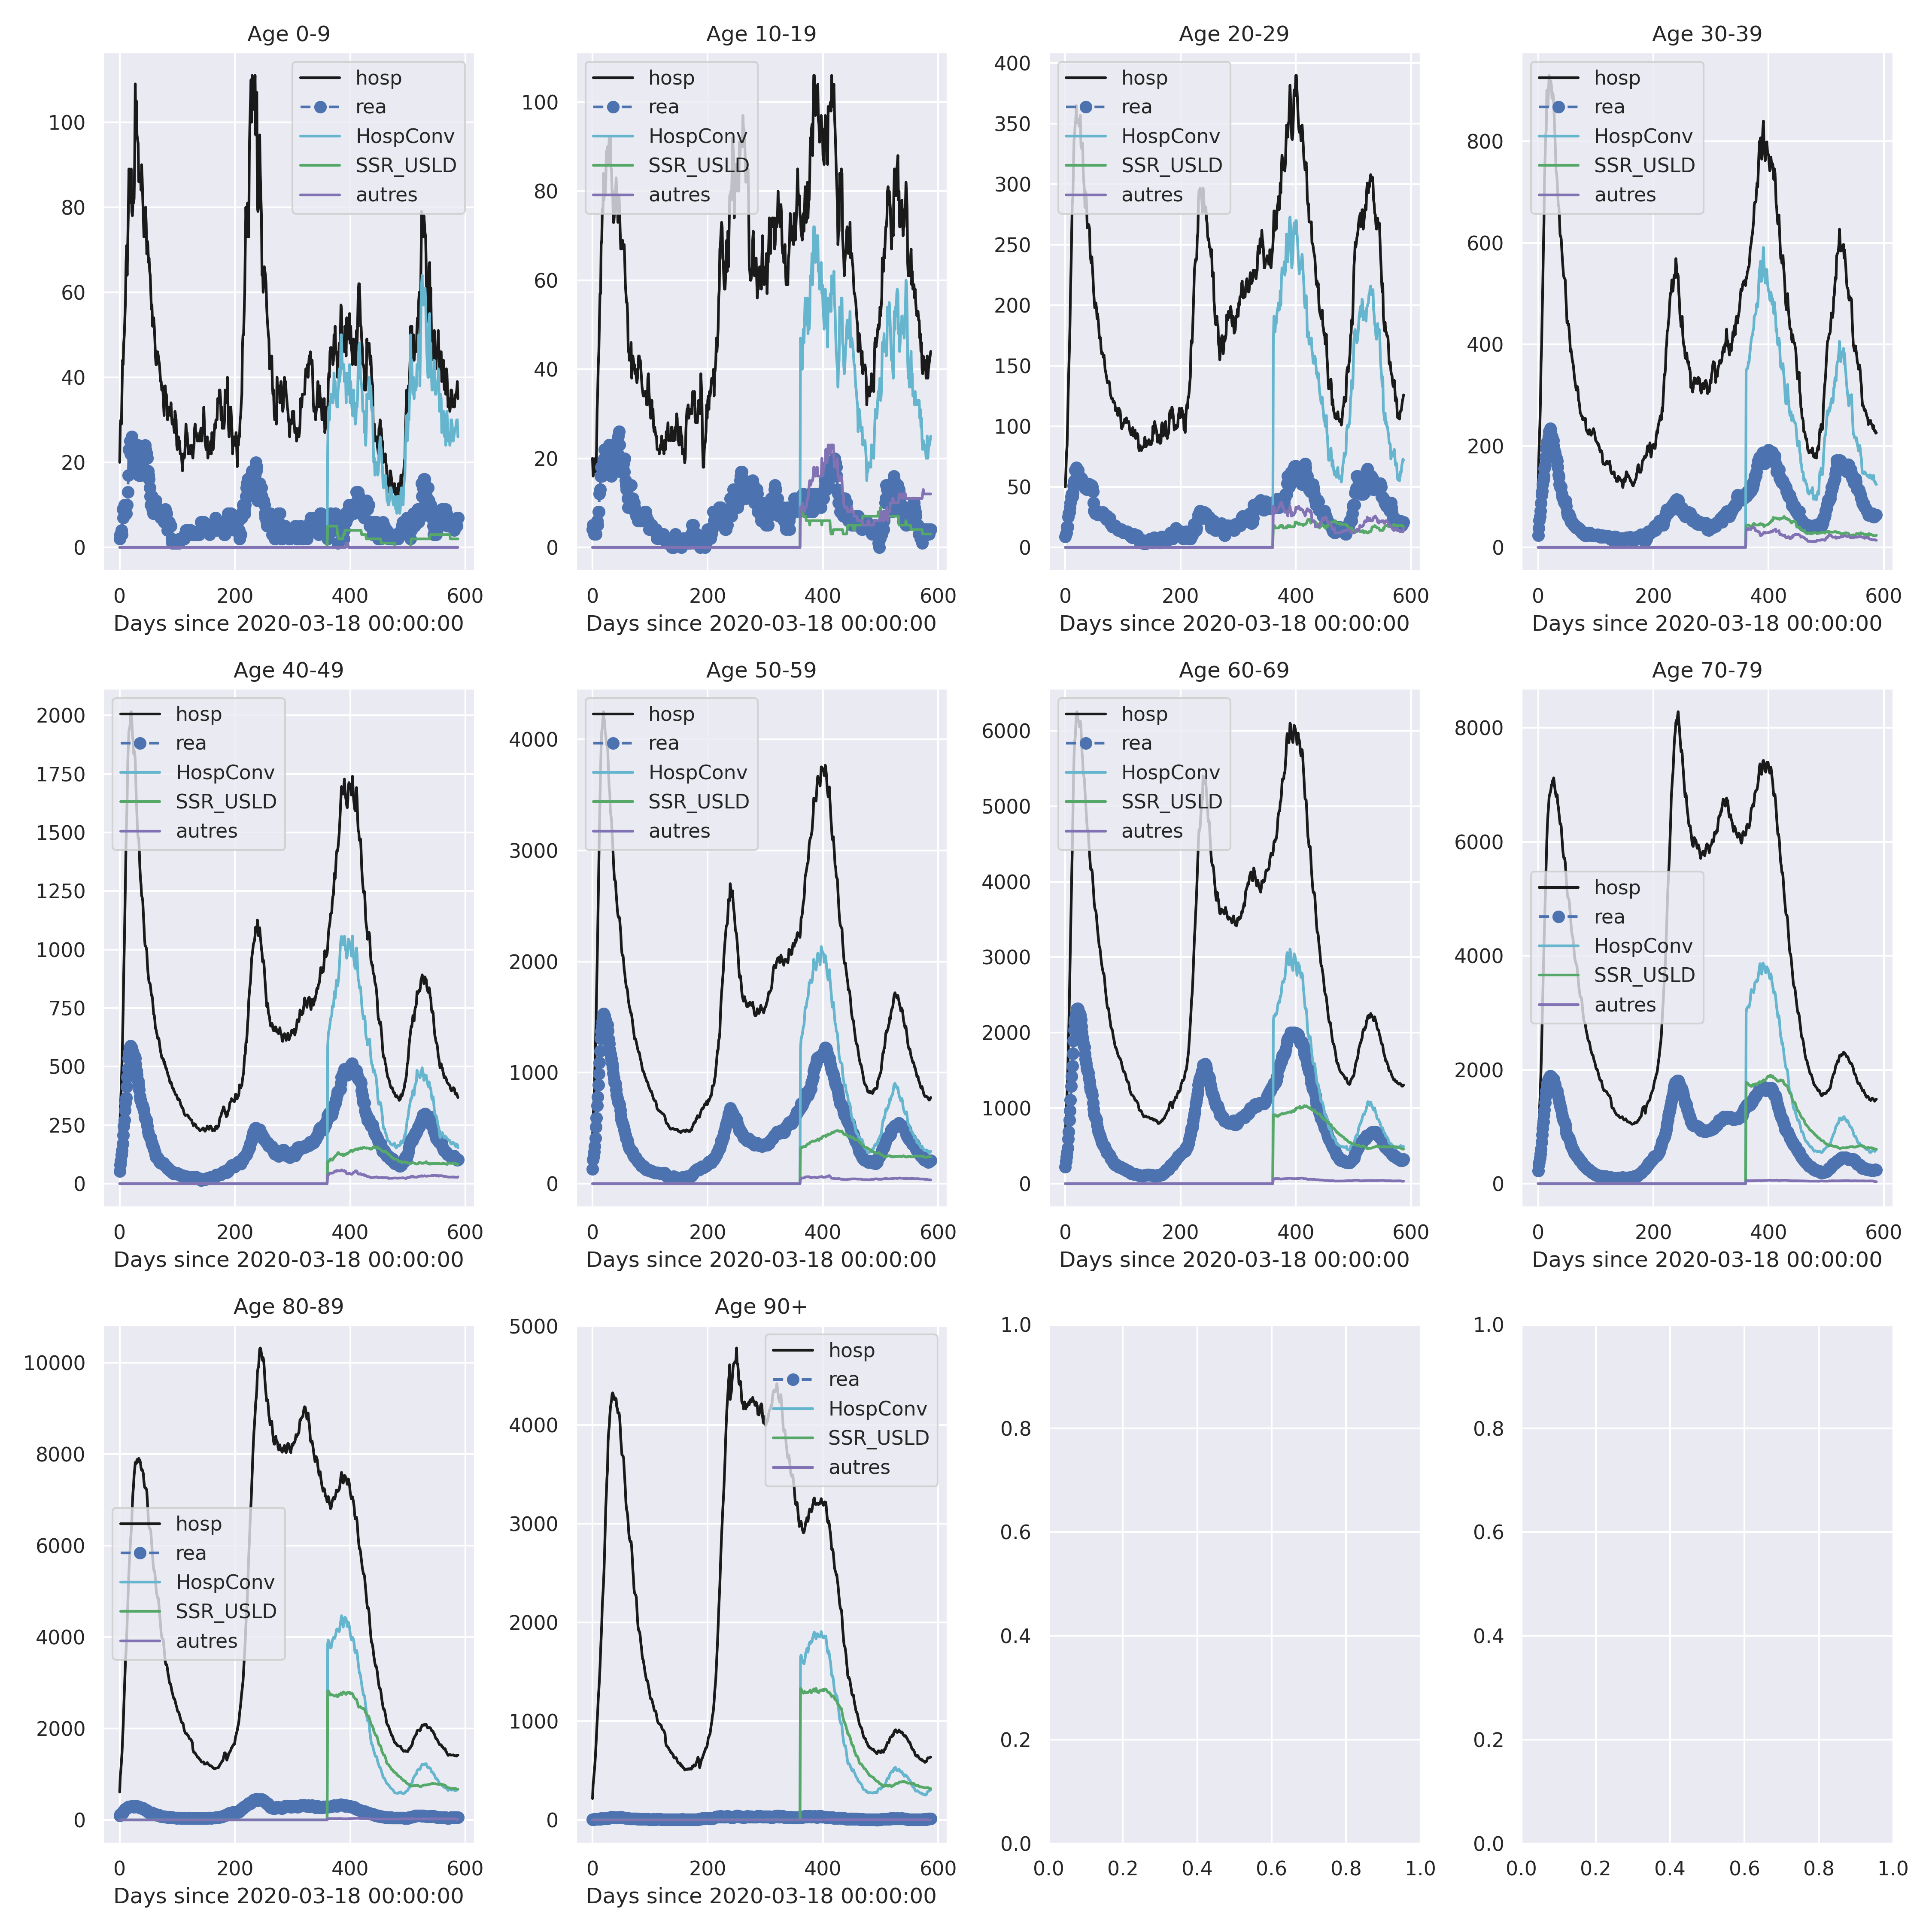 Age 0-9
hosp
rea
HospConv
SSR_USLD
autres
100
80
60
40
20
0
0 200 400 600
Days since 2020-03-18 00:00:00
Age 10-19
hosp
rea
HospConv
SSR_USLD
autres
100
80
60
40
20
0
0 200 400 600
Days since 2020-03-18 00:00:00
Age 20-29
hosp
rea
HospConv
SSR_USLD
autres
400
350
300
250
200
150
100
50
0
0 200 400 600
Days since 2020-03-18 00:00:00
Age 30-39
hosp
rea
HospConv
SSR_USLD
autres
800
600
400
200
0
0 200 400 600
Days since 2020-03-18 00:00:00
Age 40-49
hosp
rea
HospConv
SSR_USLD
autres
2000
1750
1500
1250
1000
750
500
250
0
0 200 400 600
Days since 2020-03-18 00:00:00
Age 50-59
hosp
rea
HospConv
SSR_USLD
autres
4000
3000
2000
1000
0
0 200 400 600
Days since 2020-03-18 00:00:00
Age 60-69
hosp
rea
HospConv
SSR_USLD
autres
6000
5000
4000
3000
2000
1000
0
0 200 400 600
Days since 2020-03-18 00:00:00
Age 70-79
hosp
rea
HospConv
SSR_USLD
autres
8000
6000
4000
2000
0
0 200 400 600
Days since 2020-03-18 00:00:00
Age 80-89
hosp
rea
HospConv
SSR_USLD
autres
10000
8000
6000
4000
2000
0
0 200 400 600
Days since 2020-03-18 00:00:00
Age 90+
hosp
rea
HospConv
SSR_USLD
autres
5000
4000
3000
2000
1000
0
0 200 400 600
Days since 2020-03-18 00:00:00
1.0
0.8
0.6
0.4
0.2
0.0
0.0 0.2 0.4 0.6 0.8 1.0
1.0
0.8
0.6
0.4
0.2
0.0
0.0 0.2 0.4 0.6 0.8 1.0